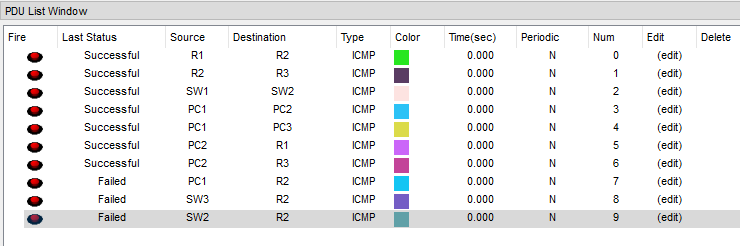 PDU List Window
Fire Last Status Source Destination Type Color Time(sec) Periodic Num Edit Delete
Successful R1 R2 ICMP 0.000 N 0 (edit)
Successful R2 R3 ICMP 0.000 N 1 (edit)
Successful SW1 SW2 ICMP 0.000 N 2 (edit)
Successful PC1 PC2 ICMP 0.000 N 3 (edit)
Successful PC1 PC3 ICMP 0.000 N 4 (edit)
Successful PC2 R1 ICMP 0.000 N 5 (edit)
Successful PC2 R3 ICMP 0.000 N 6 (edit)
Failed PC1 R2 ICMP 0.000 N 7 (edit)
Failed SW3 R2 ICMP 0.000 N 8 (edit)
Failed SW2 R2 ICMP 0.000 N 9 (edit)